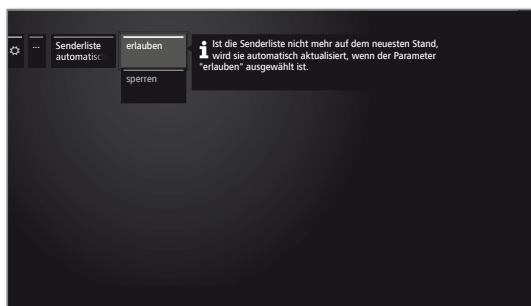 ...
Senderliste
automatisc
erlauben
sperren
i Ist die Senderliste nicht mehr auf dem neuesten Stand,
wird sie automatisch aktualisiert, wenn der Parameter
"erlauben" ausgewählt ist.